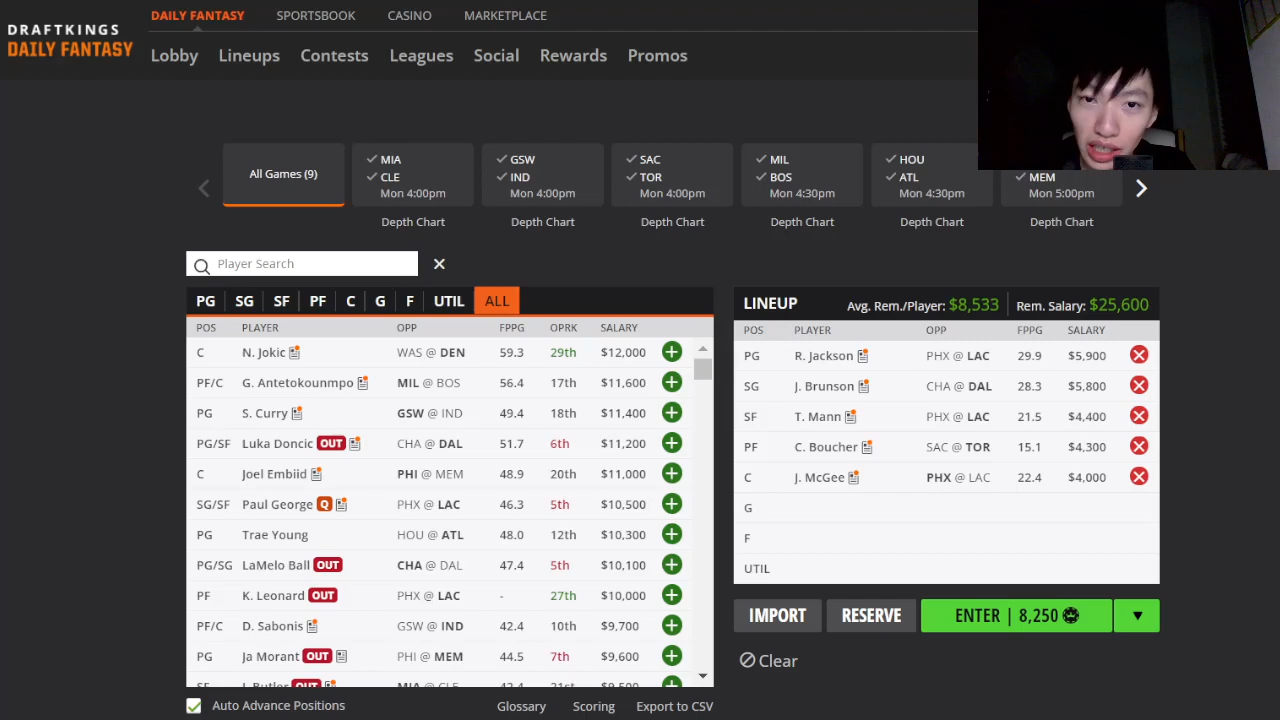 DAILY FANTASY SPORTSBOOK CASINO MARKETPLACE
DRAFTKINGS
DAILY FANTASY
Lobby Lineups Contests Leagues Social Rewards Promos
All Games (9)
MIA
CLE
Mon 4:00pm
Depth Chart
GSW
IND
Mon 4:00pm
Depth Chart
SAC
TOR
Mon 4:00pm
Depth Chart
MIL
BOS
Mon 4:30pm
Depth Chart
HOU
ATL
Mon 4:30pm
Depth Chart
MEM
Mon 5:00pm
Depth Chart
Player Search
PG SG SF PF C G F UTIL ALL
POS PLAYER OPP FPPG OPRK SALARY
C N. Jokic WAS @ DEN 59.3 29th $12,000
PF/C G. Antetokounmpo MIL @ BOS 56.4 17th $11,600
PG S. Curry GSW @ IND 49.4 18th $11,400
PG/SF Luka Doncic OUT CHA @ DAL 51.7 6th $11,200
C Joel Embiid PHI @ MEM 48.9 20th $11,000
SG/SF Paul George Q PHX @ LAC 46.3 5th $10,500
PG Trae Young HOU @ ATL 48.0 12th $10,300
PG/SG LaMelo Ball OUT CHA @ DAL 47.4 5th $10,100
PF K. Leonard OUT PHX @ LAC - 27th $10,000
PF/C D. Sabonis GSW @ IND 42.4 10th $9,700
PG Ja Morant OUT PHI @ MEM 44.5 7th $9,600
SF J. Butler OUT MIA @ CLE 42.4 21st $9,500
Auto Advance Positions Glossary Scoring Export to CSV
LINEUP Avg. Rem./Player: $8,533 Rem. Salary: $25,600
POS PLAYER OPP FPPG SALARY
PG R. Jackson PHX @ LAC 29.9 $5,900
SG J. Brunson CHA @ DAL 28.3 $5,800
SF T. Mann PHX @ LAC 21.5 $4,400
PF C. Boucher SAC @ TOR 15.1 $4,300
C J. McGee PHX @ LAC 22.4 $4,000
G
F
UTIL
IMPORT RESERVE ENTER | 8,250
Clear